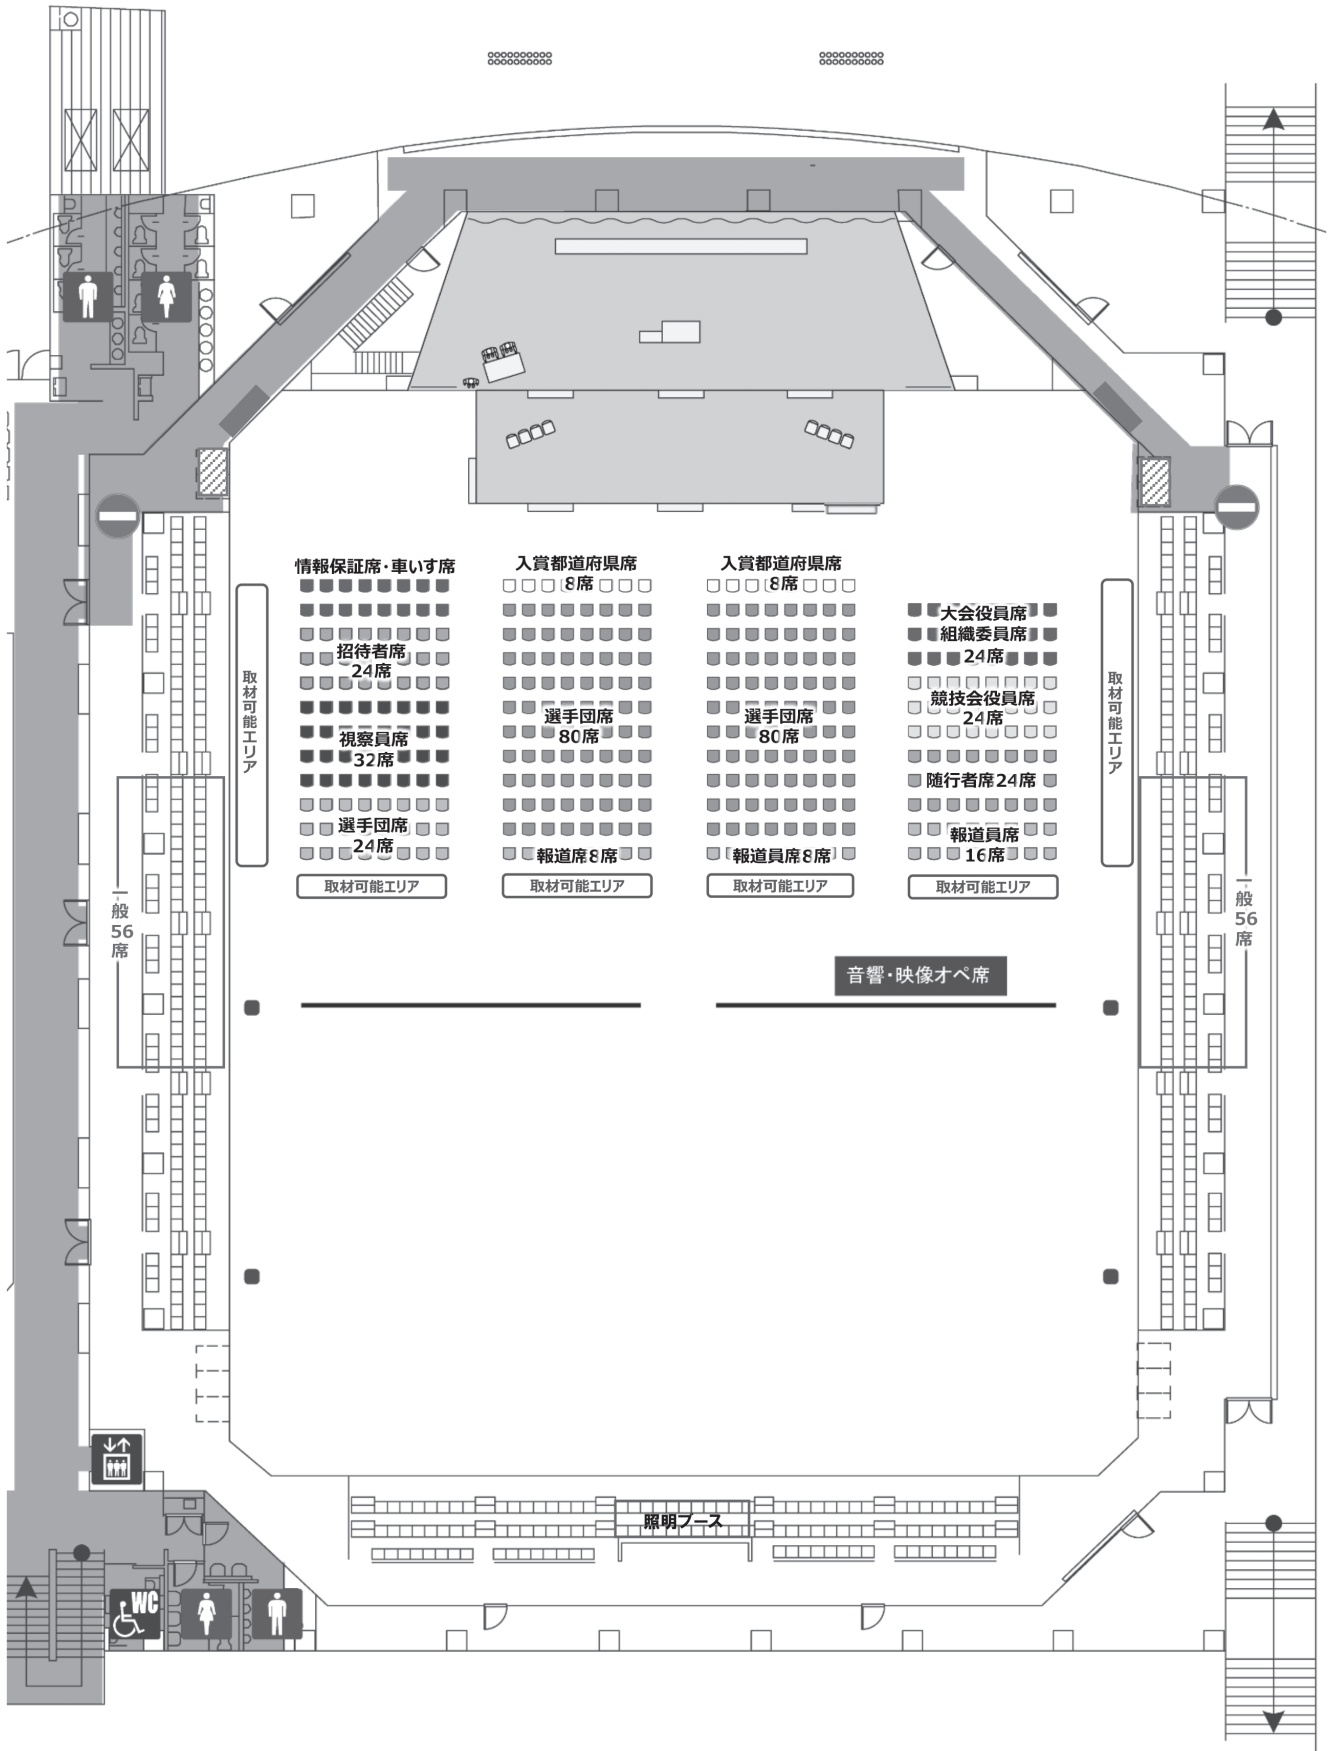 情報保証席・車いす席
招待者席
24席
視察員席
32席
選手団席
24席
取材可能エリア
入賞都道府県席
8席
選手団席
80席
報道席8席
取材可能エリア
入賞都道府県席
8席
選手団席
80席
報道員席8席
取材可能エリア
大会役員席
組織委員席
24席
競技会役員席
24席
随行者席24席
報道員席
16席
取材可能エリア
取材可能エリア
取材可能エリア
一般56席
一般56席
音響・映像オペ席
照明ブース
WC